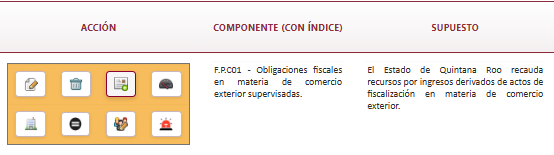 ACCIÓN
COMPONENTE (CON ÍNDICE)
SUPUESTO
F.P.C01 - Obligaciones fiscales
en materia de comercio
exterior supervisadas.
El Estado de Quintana Roo recauda
recursos por ingresos derivados de actos de
fiscalización en materia de comercio
exterior.